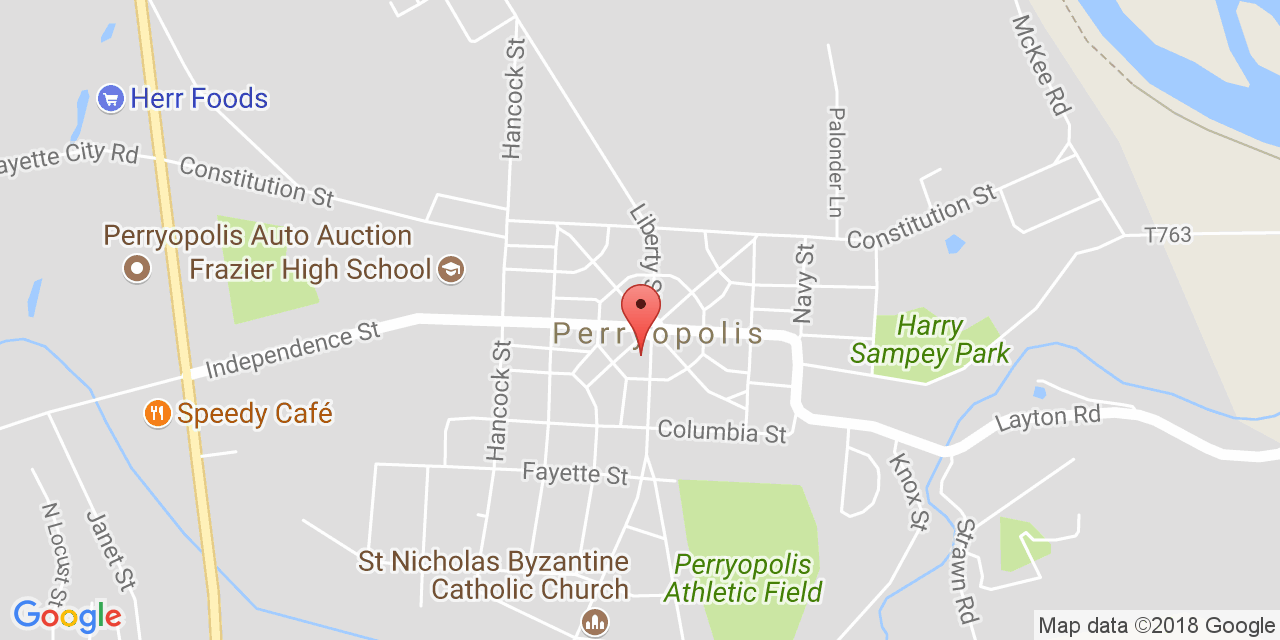 McKee Rd
Hancock St
Herr Foods
Palonder Ln
ayette City Rd
Constitution St
Constitution St
Liberty S
T763
Perryopolis Auto Auction
Frazier High School
Navy St
Perryopolis
Harry
Sampey Park
Independence St
Hancock St
Speedy Café
Layton Rd
Columbia St
Fayette St
Knox St
N Locust St
Janet St
Strawn Rd
St Nicholas Byzantine
Catholic Church
Perryopolis
Athletic Field
Google
Map data ©2018 Google